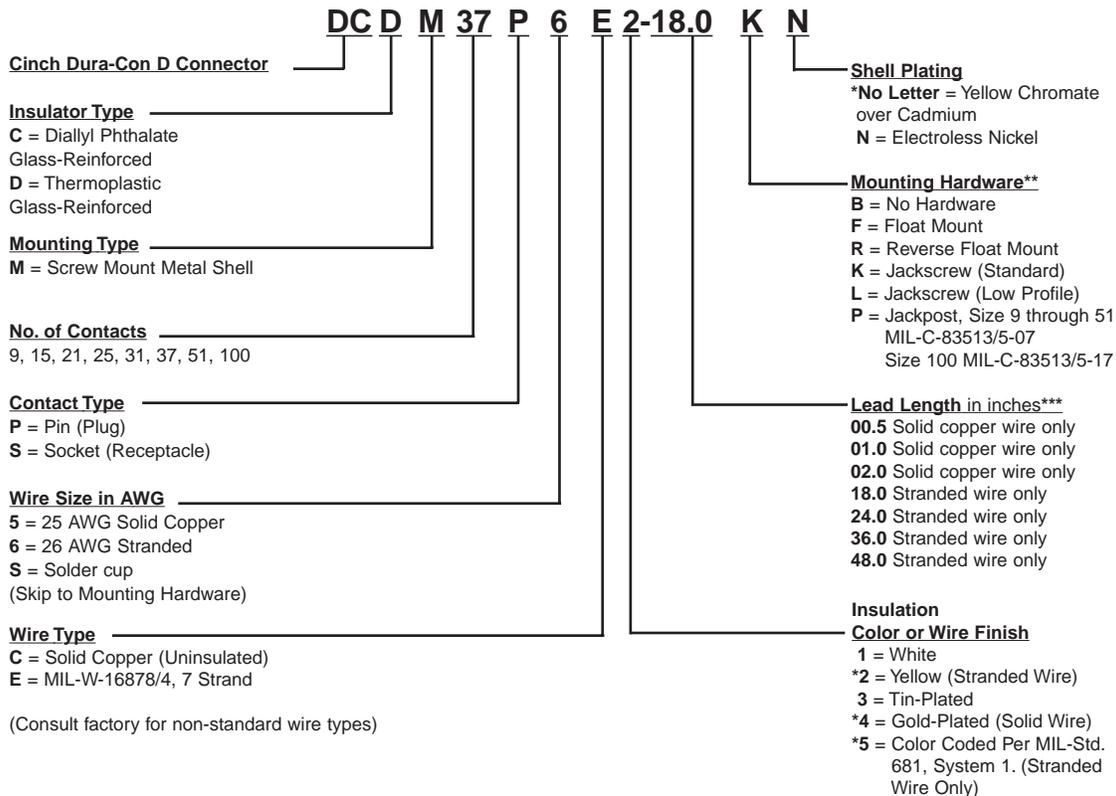 DC D M 37 P 6 E 2-18.0 K N
Cinch Dura-Con D Connector
Insulator Type
C = Diallyl Phthalate
Glass-Reinforced
D = Thermoplastic
Glass-Reinforced
Mounting Type
M = Screw Mount Metal Shell
No. of Contacts
9, 15, 21, 25, 31, 37, 51, 100
Contact Type
P = Pin (Plug)
S = Socket (Receptacle)
Wire Size in AWG
5 = 25 AWG Solid Copper
6 = 26 AWG Stranded
S = Solder cup
(Skip to Mounting Hardware)
Wire Type
C = Solid Copper (Uninsulated)
E = MIL-W-16878/4, 7 Strand
(Consult factory for non-standard wire types)
Shell Plating
*No Letter = Yellow Chromate
over Cadmium
N = Electroless Nickel
Mounting Hardware**
B = No Hardware
F = Float Mount
R = Reverse Float Mount
K = Jackscrew (Standard)
L = Jackscrew (Low Profile)
P = Jackpost, Size 9 through 51
MIL-C-83513/5-07
Size 100 MIL-C-83513/5-17
Lead Length in inches***
00.5 Solid copper wire only
01.0 Solid copper wire only
02.0 Solid copper wire only
18.0 Stranded wire only
24.0 Stranded wire only
36.0 Stranded wire only
48.0 Stranded wire only
Insulation
Color or Wire Finish
1 = White
*2 = Yellow (Stranded Wire)
3 = Tin-Plated
*4 = Gold-Plated (Solid Wire)
*5 = Color Coded Per MIL-Std.
681, System 1. (Stranded
Wire Only)